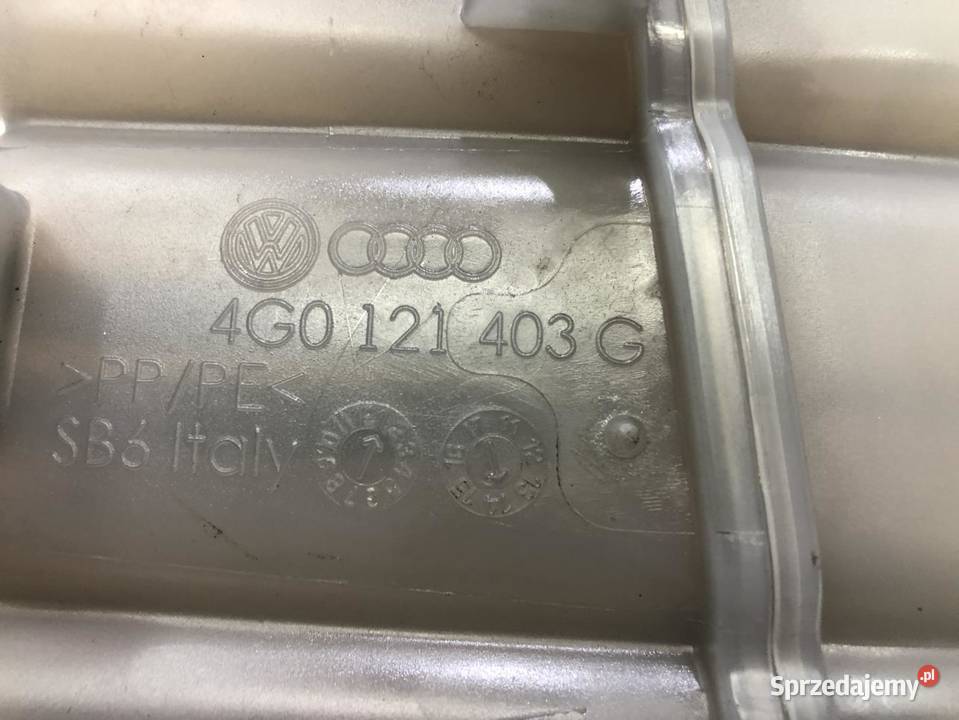 4G0 121 403 G
>PP/PE<
SB6 Italy
Sprzedajemy.pl